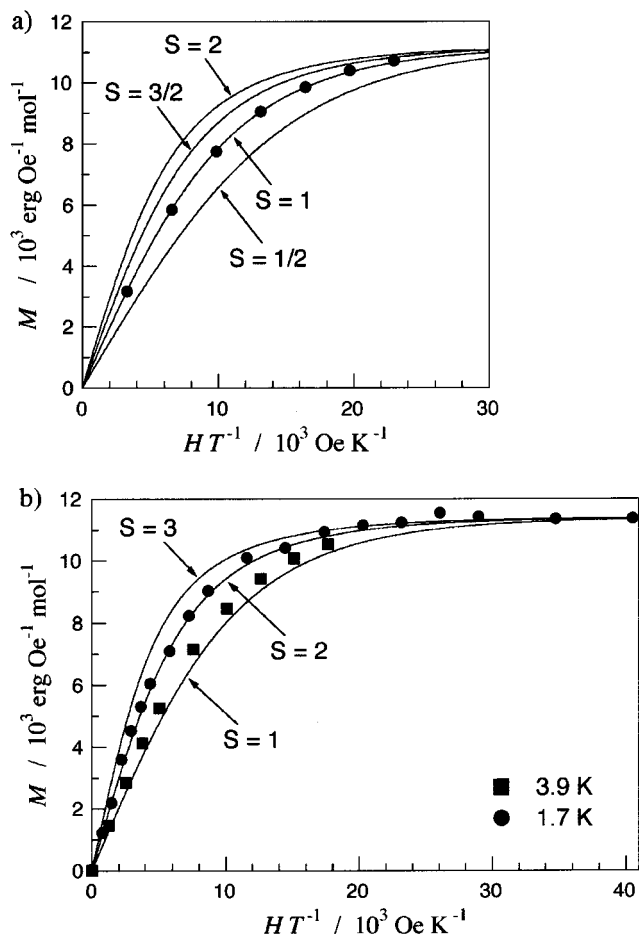 a)
12
10
8
6
4
2
0
M / 10³ erg Oe⁻¹ mol⁻¹
S = 2
S = 3/2
S = 1
S = 1/2
0 10 20 30
H T⁻¹ / 10³ Oe K⁻¹
b)
12
10
8
6
4
2
0
M / 10³ erg Oe⁻¹ mol⁻¹
S = 3
S = 2
S = 1
3.9 K
1.7 K
0 10 20 30 40
H T⁻¹ / 10³ Oe K⁻¹